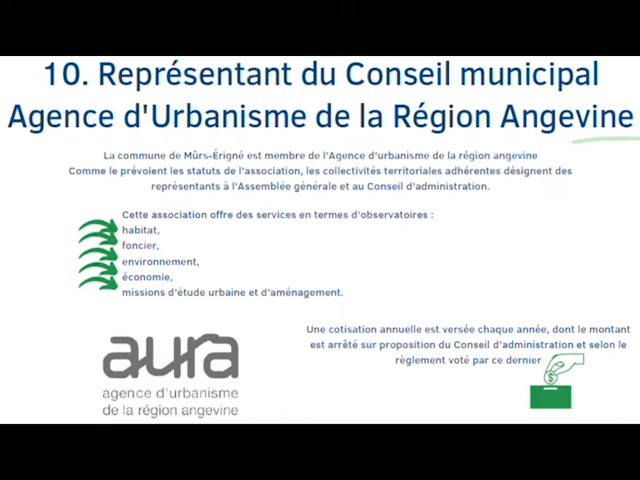 10. Représentant du Conseil municipal
Agence d'Urbanisme de la Région Angevine
La commune de Mûrs-Érigné est membre de l'Agence d'urbanisme de la région angevine
Comme le prévoient les statuts de l'association, les collectivités territoriales adhérentes désignent des
représentants à l'Assemblée générale et au Conseil d'administration.
Cette association offre des services en termes d'observatoires :
habitat,
foncier,
environnement,
économie,
missions d'étude urbaine et d'aménagement.
aura
agence d'urbanisme
de la région angevine
Une cotisation annuelle est versée chaque année, dont le montant
est arrêté sur proposition du Conseil d'administration et selon le
règlement voté par ce dernier
$